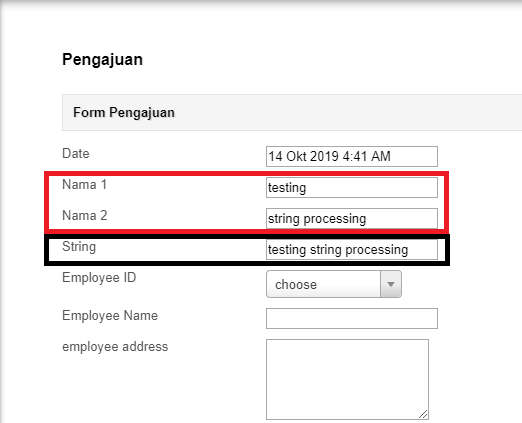 Pengajuan
Form Pengajuan
Date 14 Okt 2019 4:41 AM
Nama 1 testing
Nama 2 string processing
String testing string processing
Employee ID choose
Employee Name
employee address